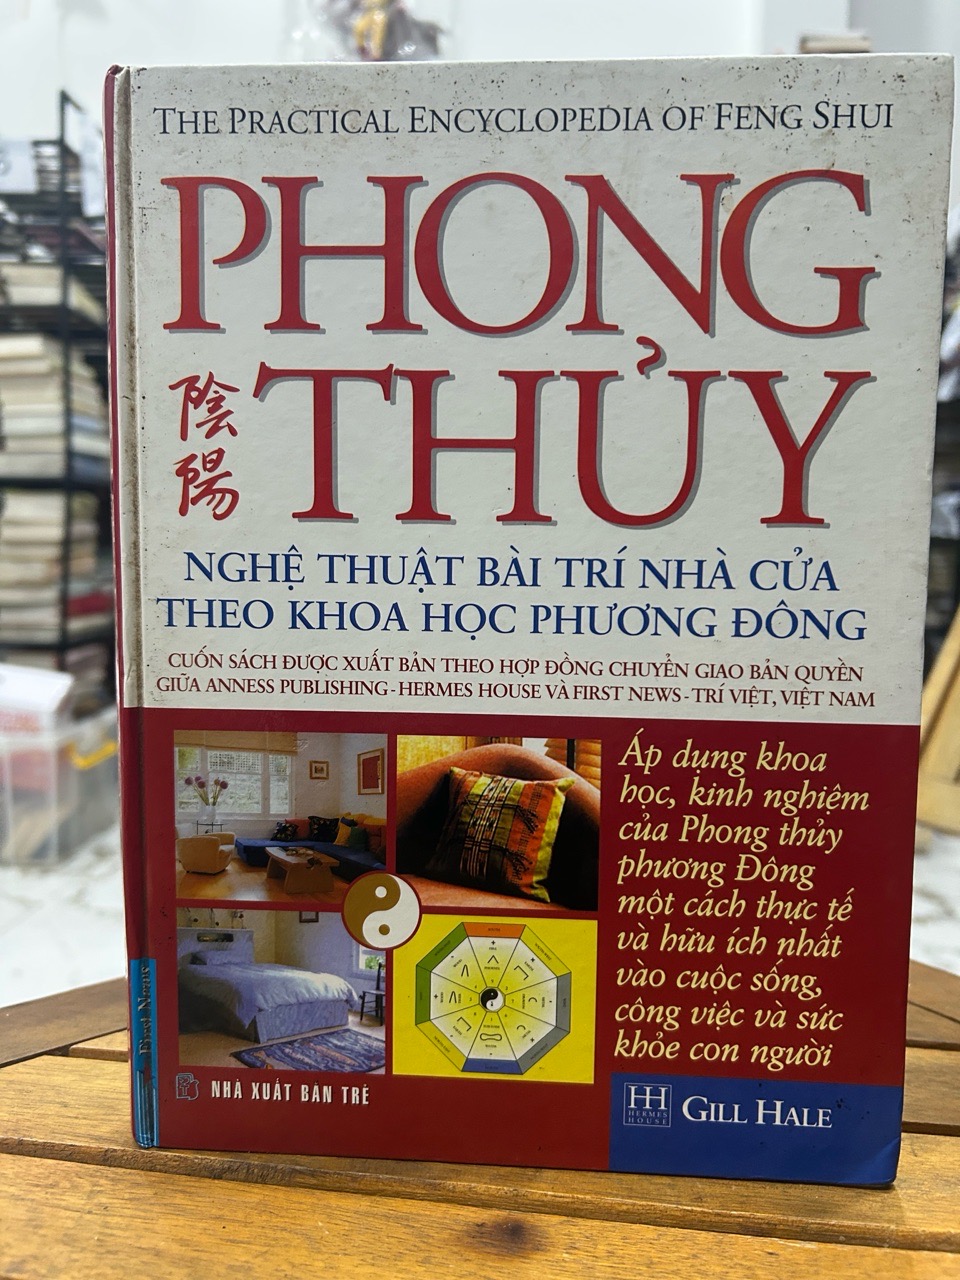 THE PRACTICAL ENCYCLOPEDIA OF FENG SHUI
PHONG
陰陽
THỦY
NGHỆ THUẬT BÀI TRÍ NHÀ CỬA
THEO KHOA HỌC PHƯƠNG ĐÔNG
CUỐN SÁCH ĐƯỢC XUẤT BẢN THEO HỢP ĐỒNG CHUYỂN GIAO BẢN QUYỀN
GIỮA ANNESS PUBLISHING - HERMES HOUSE VÀ FIRST NEWS - TRÍ VIỆT, VIỆT NAM
Áp dụng khoa
học, kinh nghiệm
của Phong thủy
phương Đông
một cách thực tế
và hữu ích nhất
vào cuộc sống,
công việc và sức
khỏe con người
First News
NHÀ XUẤT BẢN TRẺ
HH
HERMES
HOUSE
GILL HALE